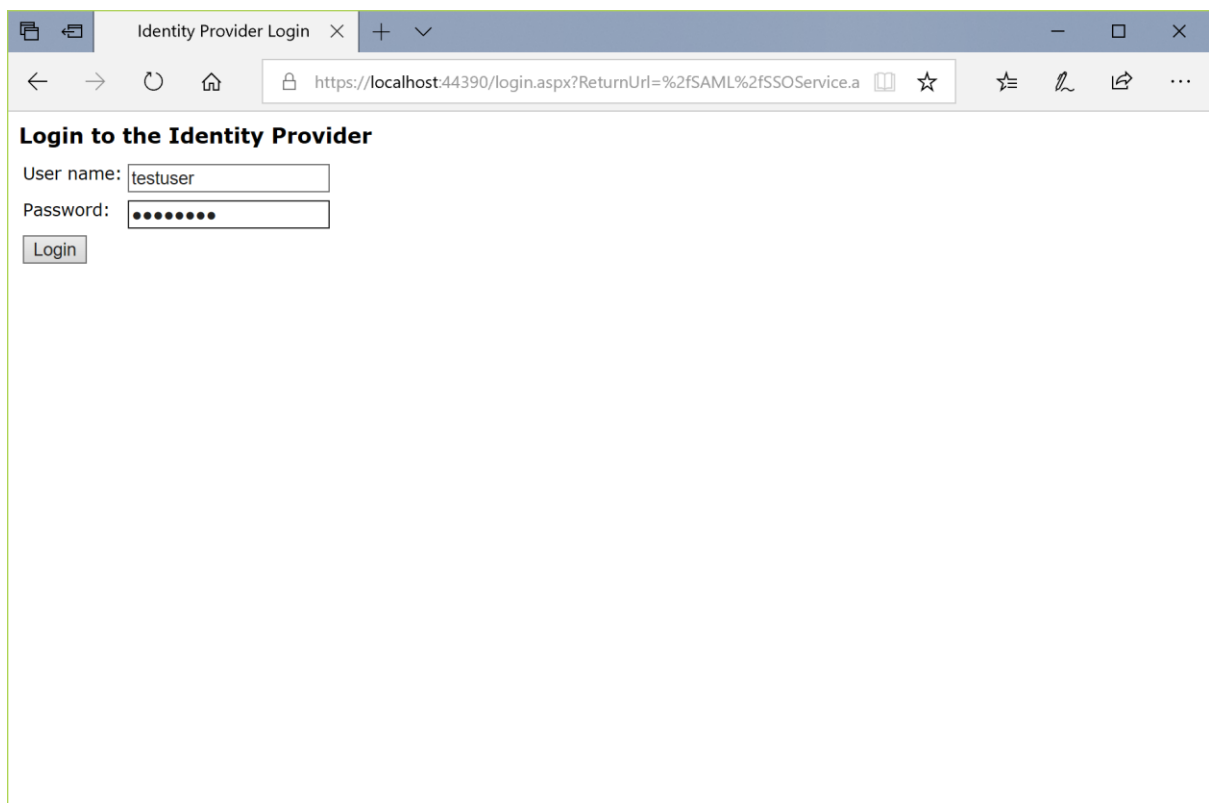 Identity Provider Login
https://localhost:44390/login.aspx?ReturnUrl=%2fSAML%2fSSOService.a
Login to the Identity Provider
User name: testuser
Password: ••••••••
Login